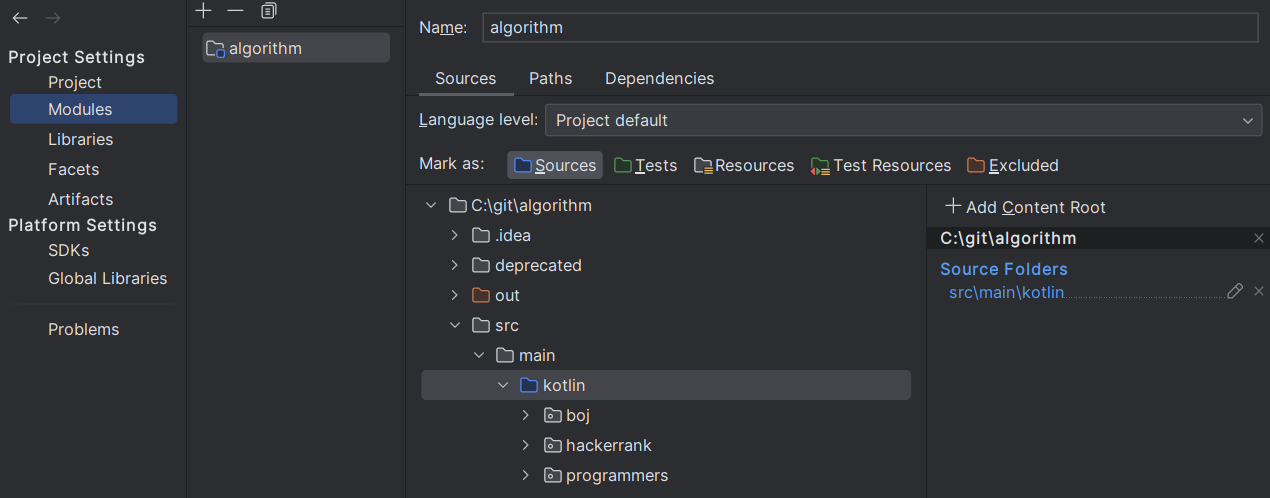 Project Settings
Project
Modules
Libraries
Facets
Artifacts
Platform Settings
SDKs
Global Libraries
Problems
algorithm
Name: algorithm
Sources Paths Dependencies
Language level: Project default
Mark as: Sources Tests Resources Test Resources Excluded
C:\git\algorithm
.idea
deprecated
out
src
main
kotlin
boj
hackerrank
programmers
Add Content Root
C:\git\algorithm
Source Folders
src\main\kotlin